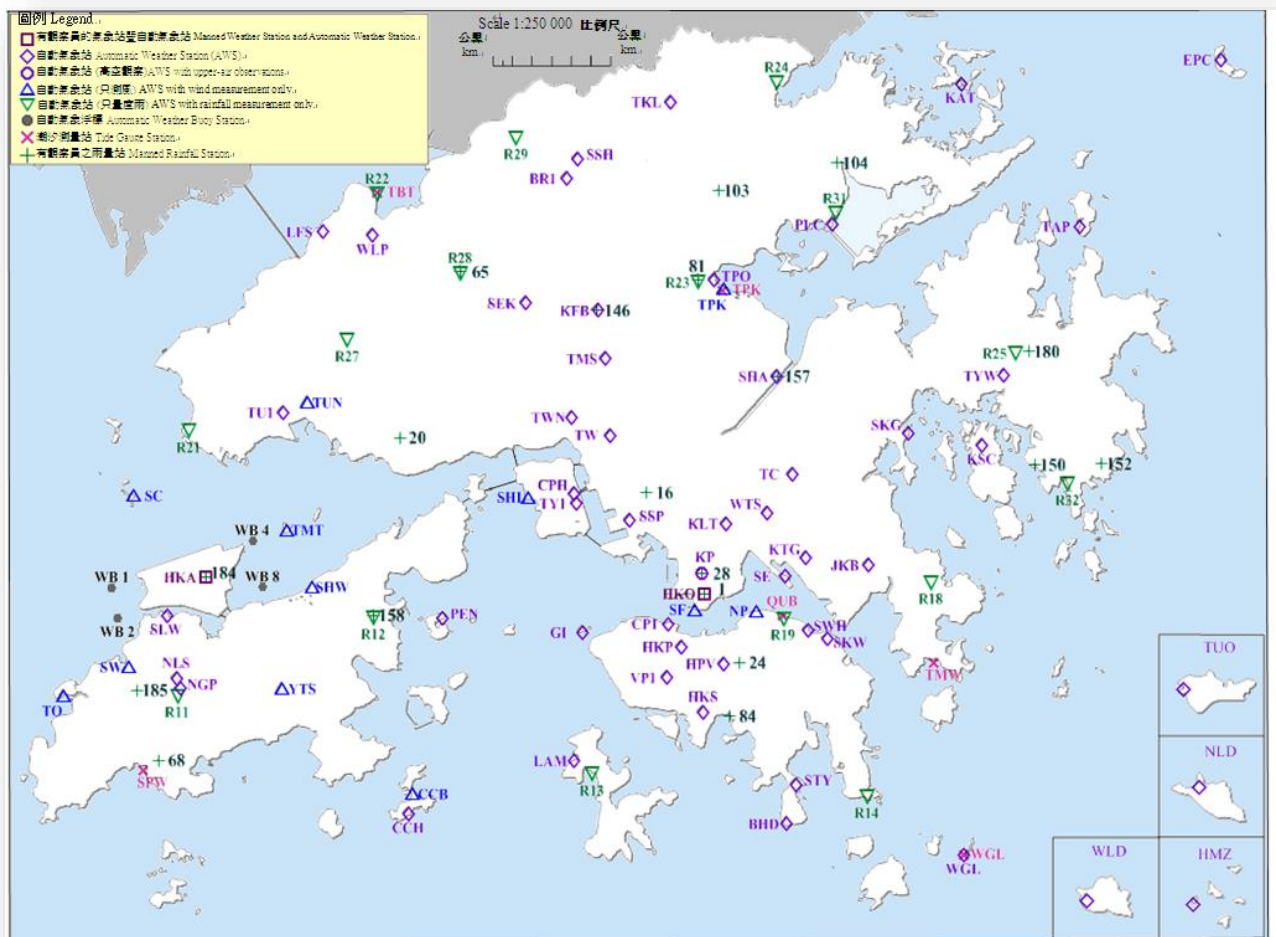 圖例 Legend
有觀察員的氣象站暨自動氣象站 Manned Weather Station and Automatic Weather Station
自動氣象站 Automatic Weather Station (AWS)
自動氣象站 (高空觀察)AWS with upper-air observations
自動氣象站 (只測風) AWS with wind measurement only
自動氣象站 (只量度雨) AWS with rainfall measurement only
自動氣象浮標 Automatic Weather Buoy Station
潮汐測量站 Tide Gauge Station
有觀察員之雨量站 Manned Rainfall Station
Scale 1:250 000 比例尺
公里 公里
km km
R24
EPC
KAT
TKL
R29
SSH
BR1
104
R22
TBT
103
R31
LFS
WLP
PLC
TAP
R28
65
81
R23
TPO
TPK
TPK
SEK
KFB
146
R27
TMS
R25
180
SHA
157
TYW
TU1
TUN
TWN
R21
20
TW
SKG
KSC
150
152
TC
R32
SC
SHL
CPH
TY1
16
WTS
SSP
KLT
TMT
WB 4
KTG
KP
28
JKB
HKA
184
WB 1
WB 8
SHW
SE
HKO
1
R18
QUB
158
R12
PEN
SF
NP
R19
WB 2
SLW
CP1
SWH
GI
SKW
HKP
TUO
SW
NLS
NGP
HPV
24
TMW
VP1
185
R11
YTS
TO
HKS
84
68
SPW
LAM
R13
NLD
STY
CCB
CCH
R14
BHD
WGL
WGL
WLD
HMZ